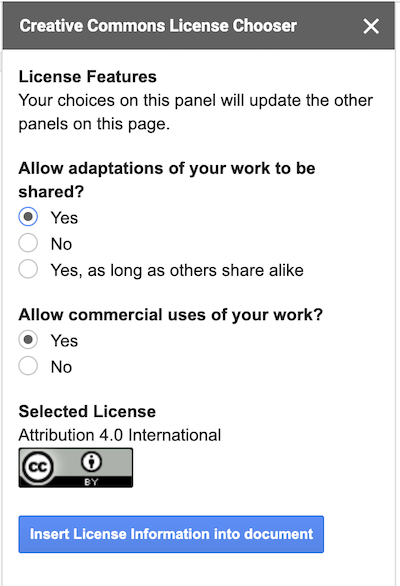 Creative Commons License Chooser
License Features
Your choices on this panel will update the other
panels on this page.
Allow adaptations of your work to be
shared?
Yes
No
Yes, as long as others share alike
Allow commercial uses of your work?
Yes
No
Selected License
Attribution 4.0 International
cc
BY
Insert License Information into document